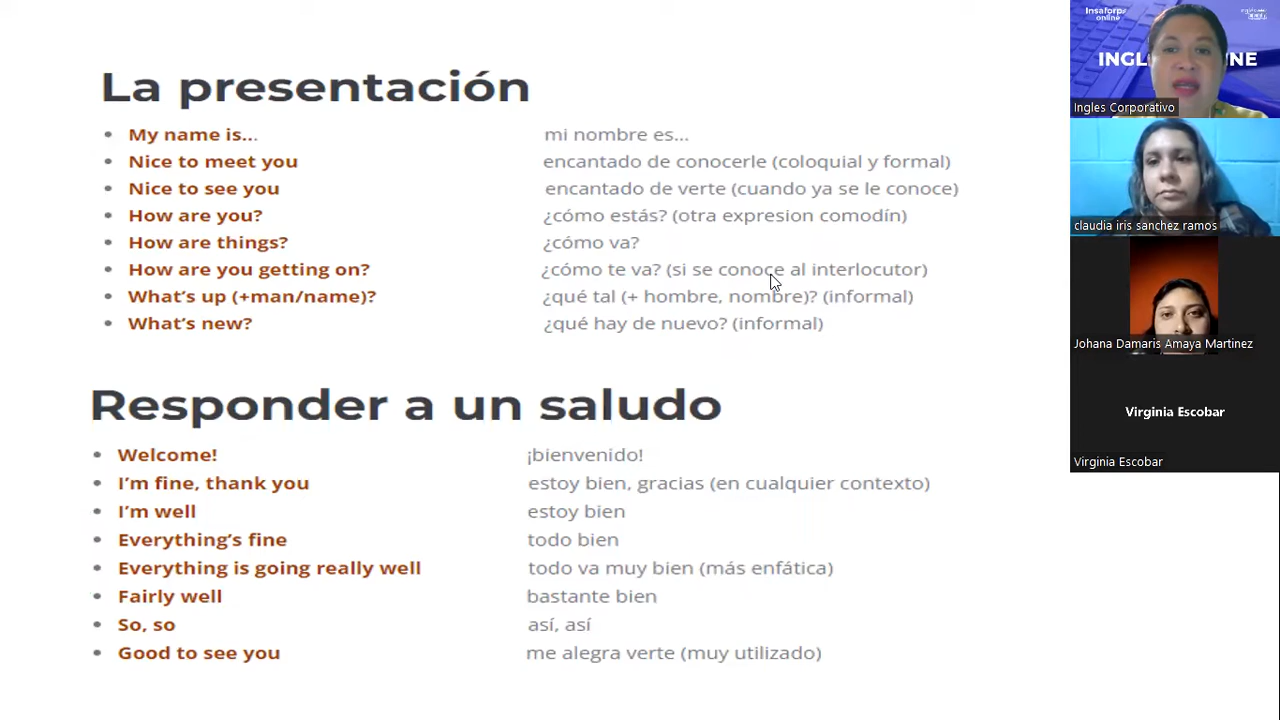 La presentación
• My name is... mi nombre es...
• Nice to meet you encantado de conocerle (coloquial y formal)
• Nice to see you encantado de verte (cuando ya se le conoce)
• How are you? ¿cómo estás? (otra expresion comodín)
• How are things? ¿cómo va?
• How are you getting on? ¿cómo te va? (si se conoce al interlocutor)
• What's up (+man/name)? ¿qué tal (+ hombre, nombre)? (informal)
• What's new? ¿qué hay de nuevo? (informal)
Responder a un saludo
• Welcome! ¡bienvenido!
• I'm fine, thank you estoy bien, gracias (en cualquier contexto)
• I'm well estoy bien
• Everything's fine todo bien
• Everything is going really well todo va muy bien (más enfática)
• Fairly well bastante bien
• So, so así, así
• Good to see you me alegra verte (muy utilizado)
Insaforp
online
INGL NE
Ingles Corporativo
claudia iris sanchez ramos
Johana Damaris Amaya Martinez
Virginia Escobar
Virginia Escobar